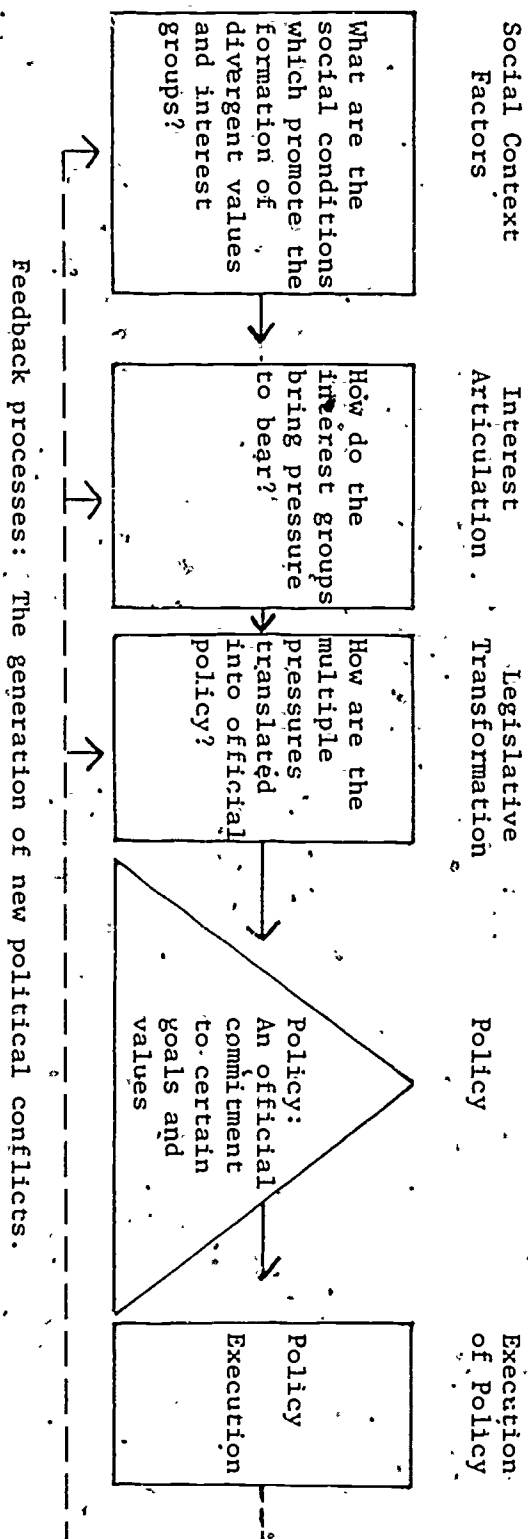 Social Context
Factors
Interest
Articulation
Legislative
Transformation
Policy
Execution
of Policy
What are the
social conditions
which promote the
formation of
divergent values
and interest
groups?
How do the
interest groups
bring pressure
to bear?
How are the
multiple
pressures
translated
into official
policy?
Policy:
An official
commitment
to certain
goals and
values
Policy
Execution
Feedback processes: The generation of new political conflicts.